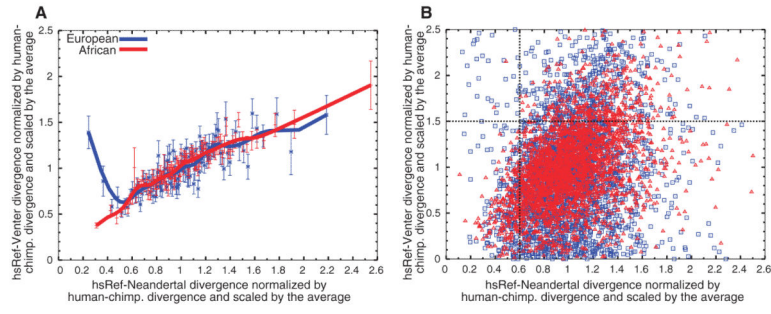 A
hsRef-Venter divergence normalized by human-
chimp. divergence and scaled by the average
2.5
2
1.5
1
0.5
0
European
African
0 0.2 0.4 0.6 0.8 1 1.2 1.4 1.6 1.8 2 2.2 2.4 2.6
hsRef-Neandertal divergence normalized by
human-chimp. divergence and scaled by the average
B
hsRef-Venter divergence normalized by human-
chimp. divergence and scaled by the average
2.5
2
1.5
1
0.5
0
0 0.2 0.4 0.6 0.8 1.0 1.2 1.4 1.6 1.8 2 2.2 2.4 2.6
hsRef-Neandertal divergence normalized by
human-chimp. divergence and scaled by the average